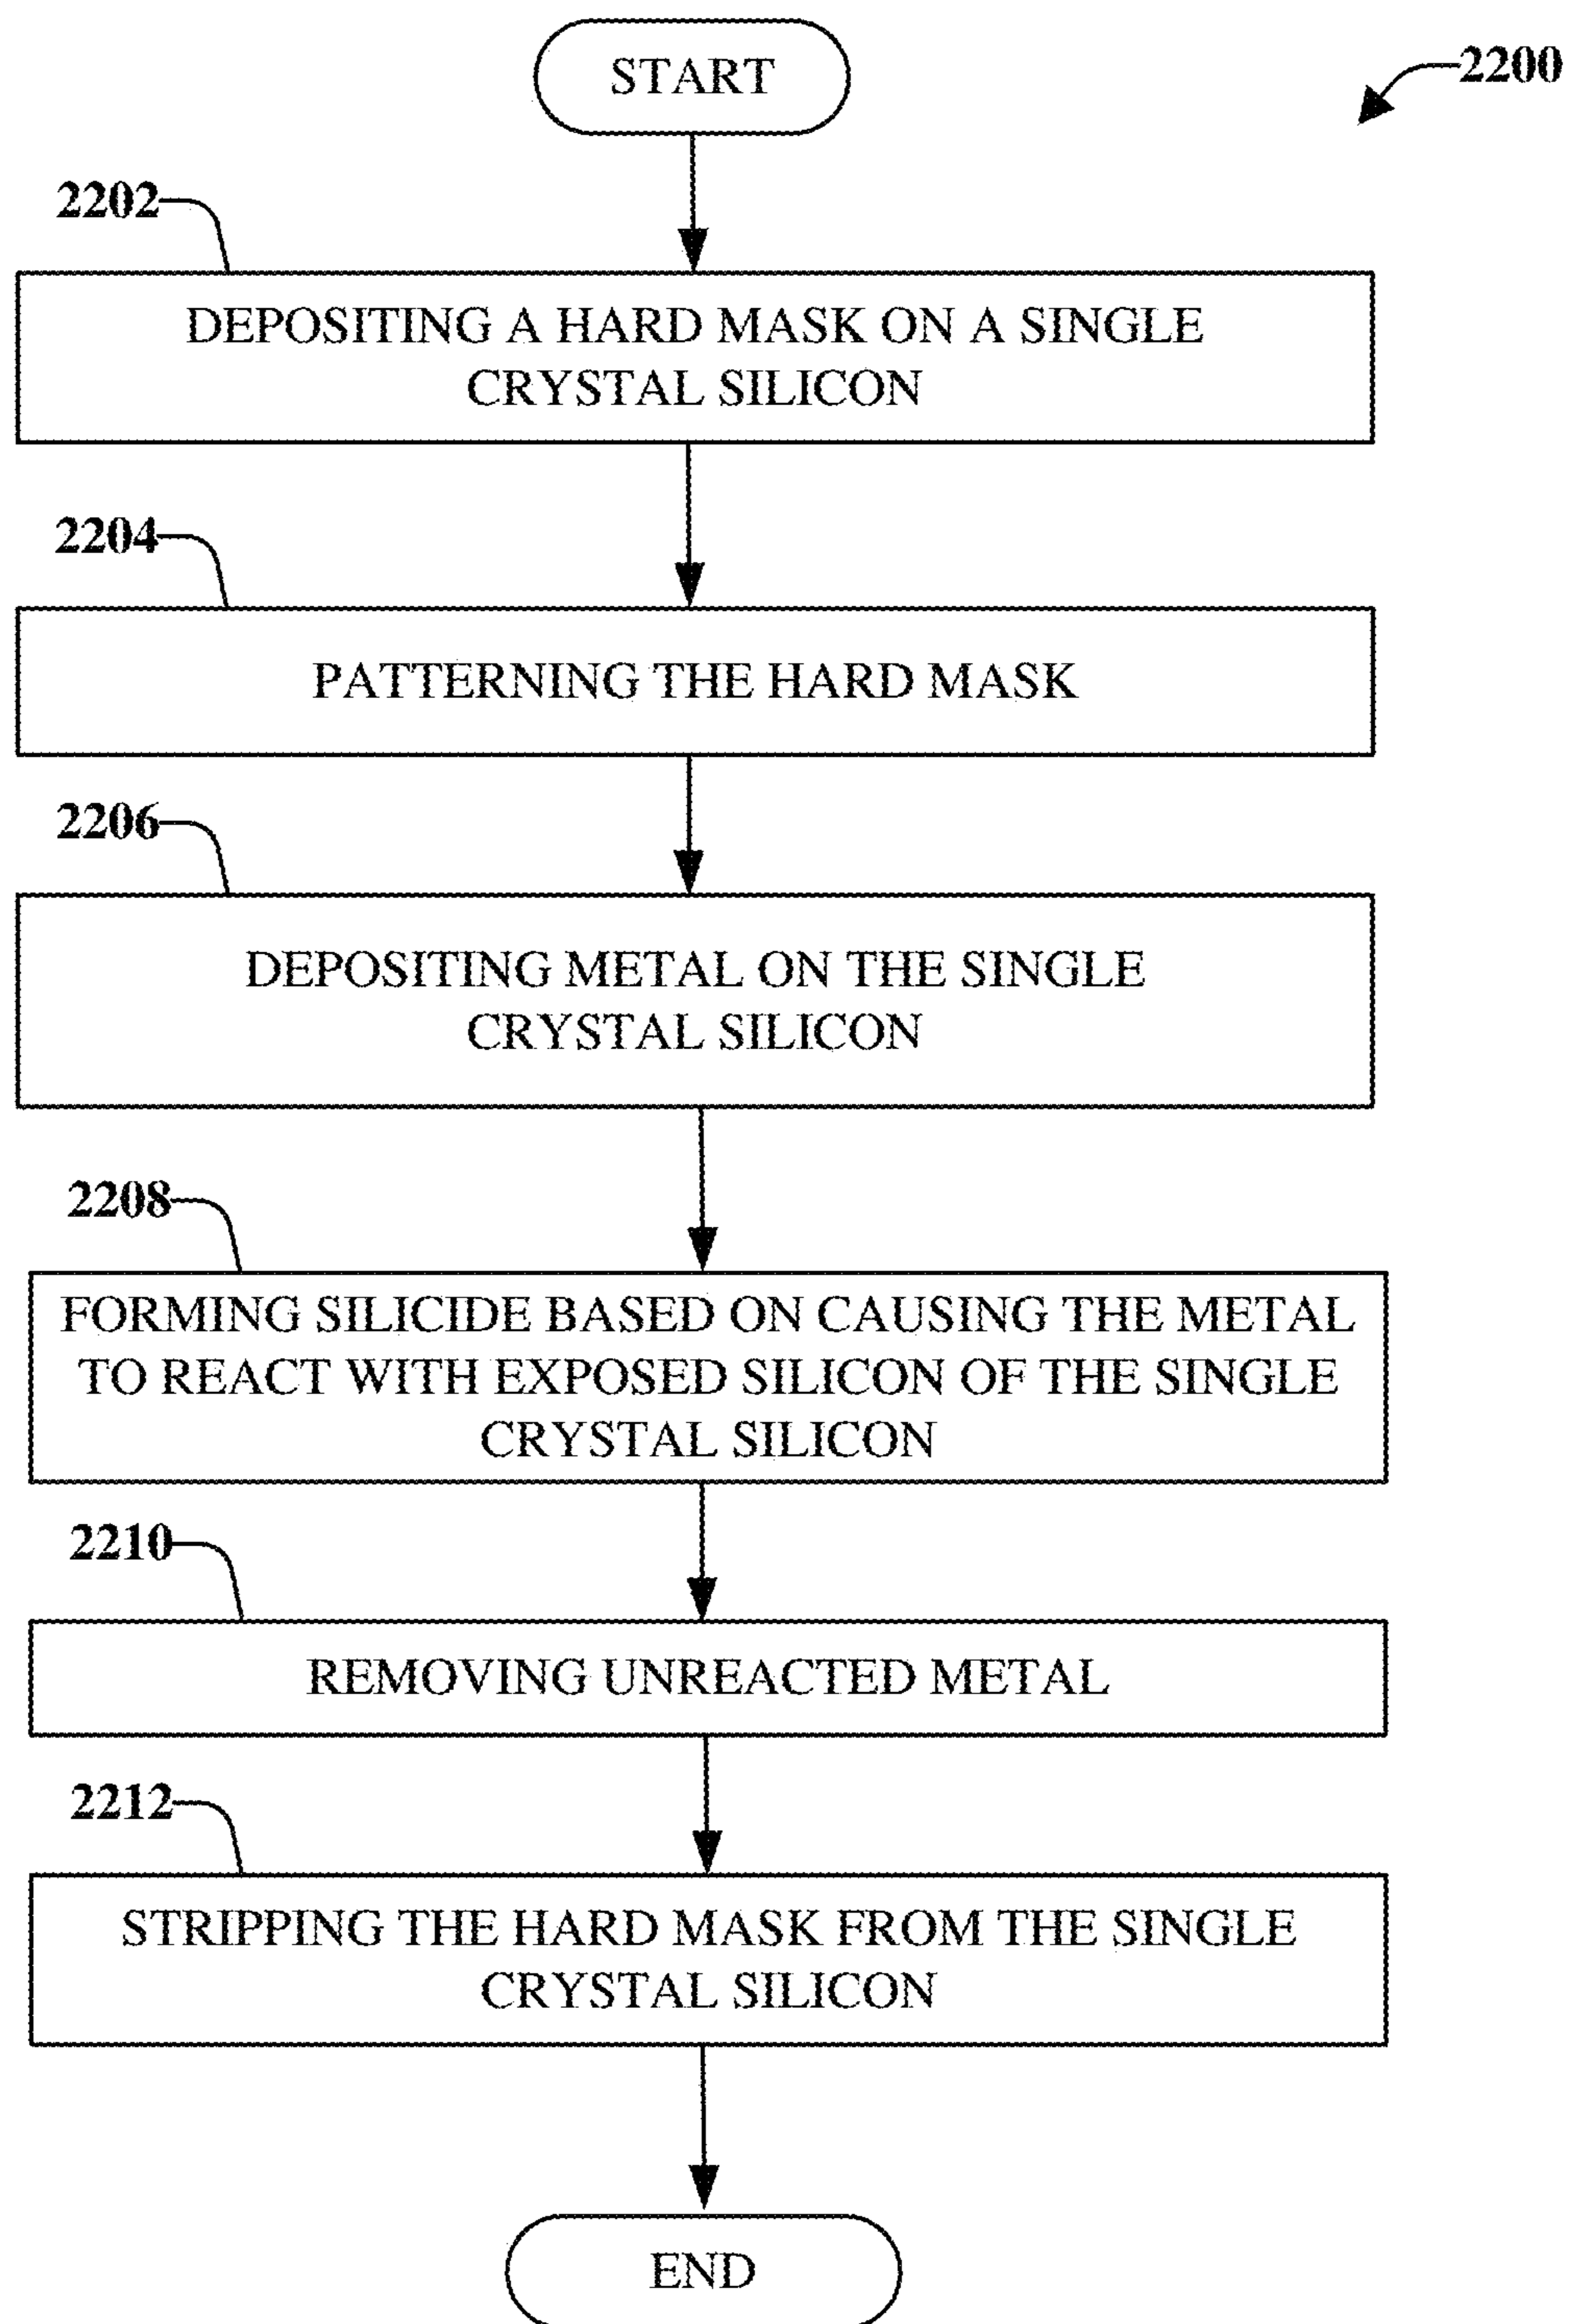 START
2200
2202
DEPOSITING A HARD MASK ON A SINGLE
CRYSTAL SILICON
2204
PATTERNING THE HARD MASK
2206
DEPOSITING METAL ON THE SINGLE
CRYSTAL SILICON
2208
FORMING SILICIDE BASED ON CAUSING THE METAL
TO REACT WITH EXPOSED SILICON OF THE SINGLE
CRYSTAL SILICON
2210
REMOVING UNREACTED METAL
2212
STRIPPING THE HARD MASK FROM THE SINGLE
CRYSTAL SILICON
END